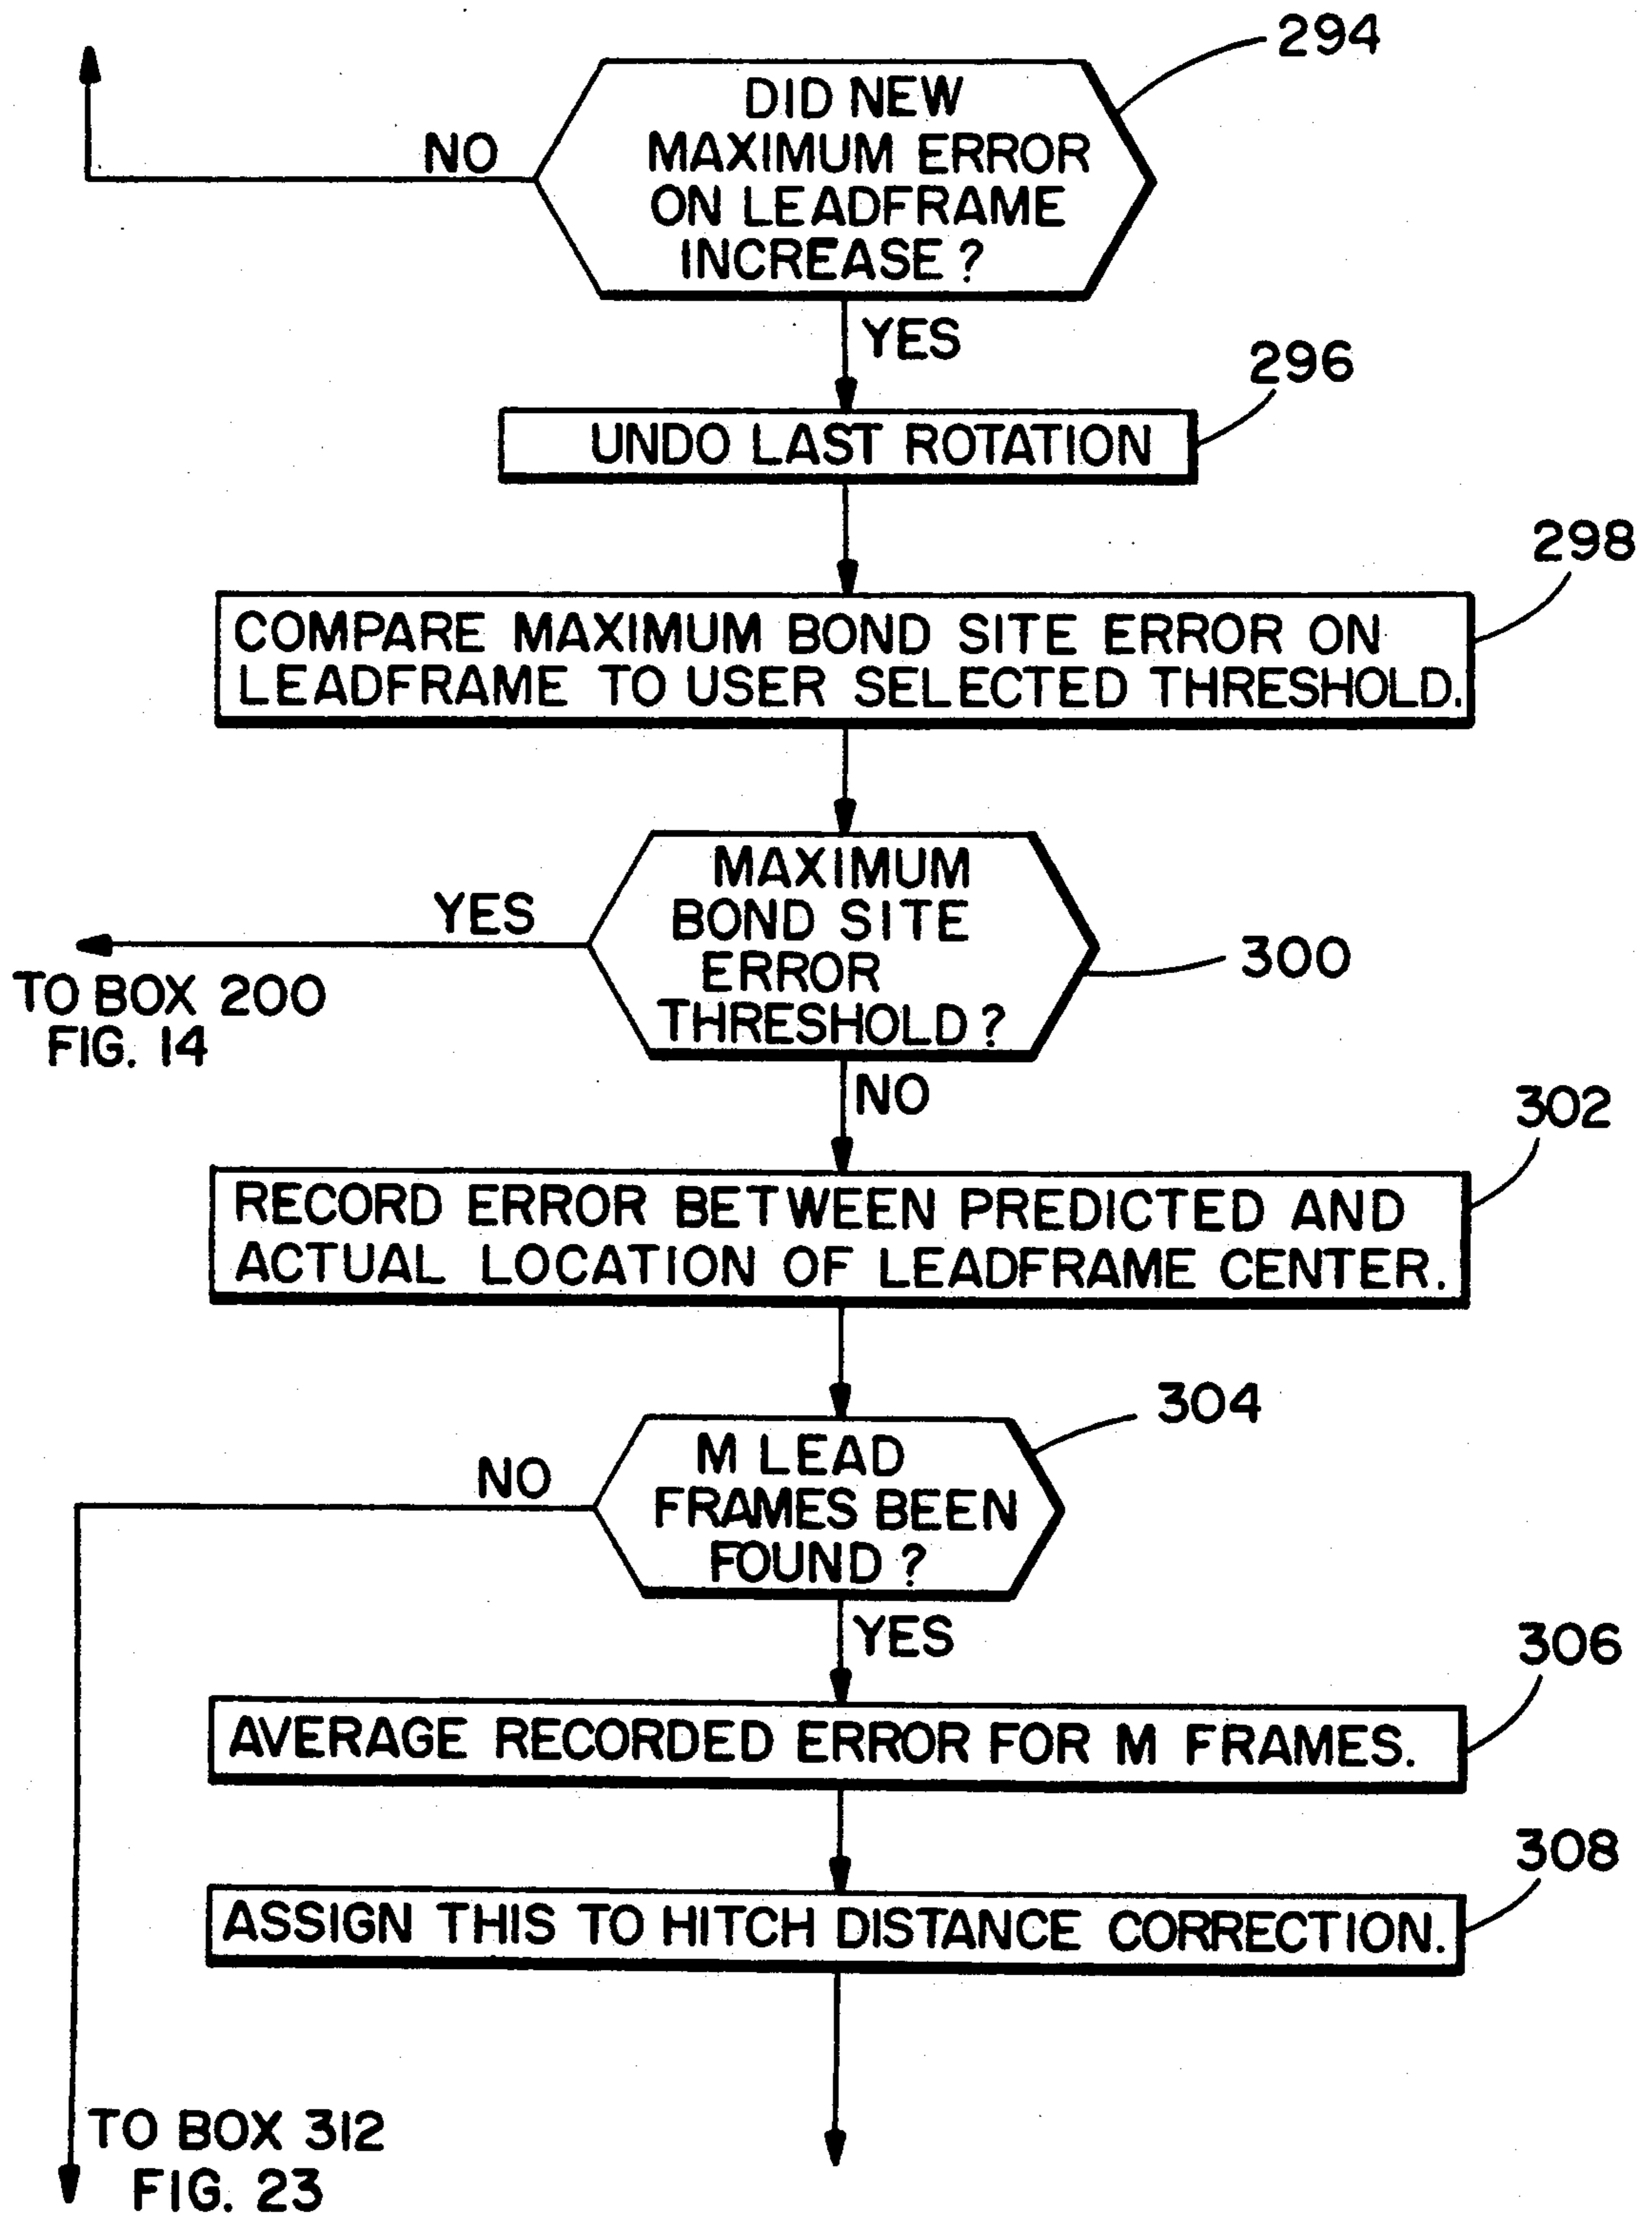 294
DID NEW
MAXIMUM ERROR
ON LEADFRAME
INCREASE?
NO
YES
296
UNDO LAST ROTATION
298
COMPARE MAXIMUM BOND SITE ERROR ON
LEADFRAME TO USER SELECTED THRESHOLD.
MAXIMUM
BOND SITE
ERROR
THRESHOLD?
YES
300
TO BOX 200
FIG. 14
NO
302
RECORD ERROR BETWEEN PREDICTED AND
ACTUAL LOCATION OF LEADFRAME CENTER.
304
M LEAD
FRAMES BEEN
FOUND?
NO
YES
306
AVERAGE RECORDED ERROR FOR M FRAMES.
308
ASSIGN THIS TO HITCH DISTANCE CORRECTION.
TO BOX 312
FIG. 23